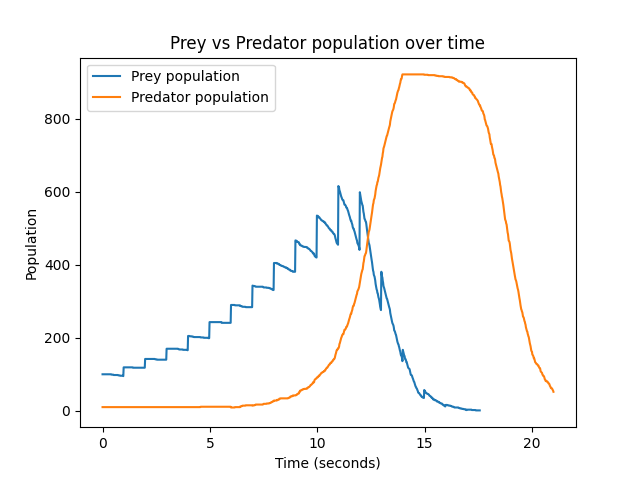 Prey vs Predator population over time
Prey population
Predator population
Population
800
600
400
200
0
0 5 10 15 20
Time (seconds)